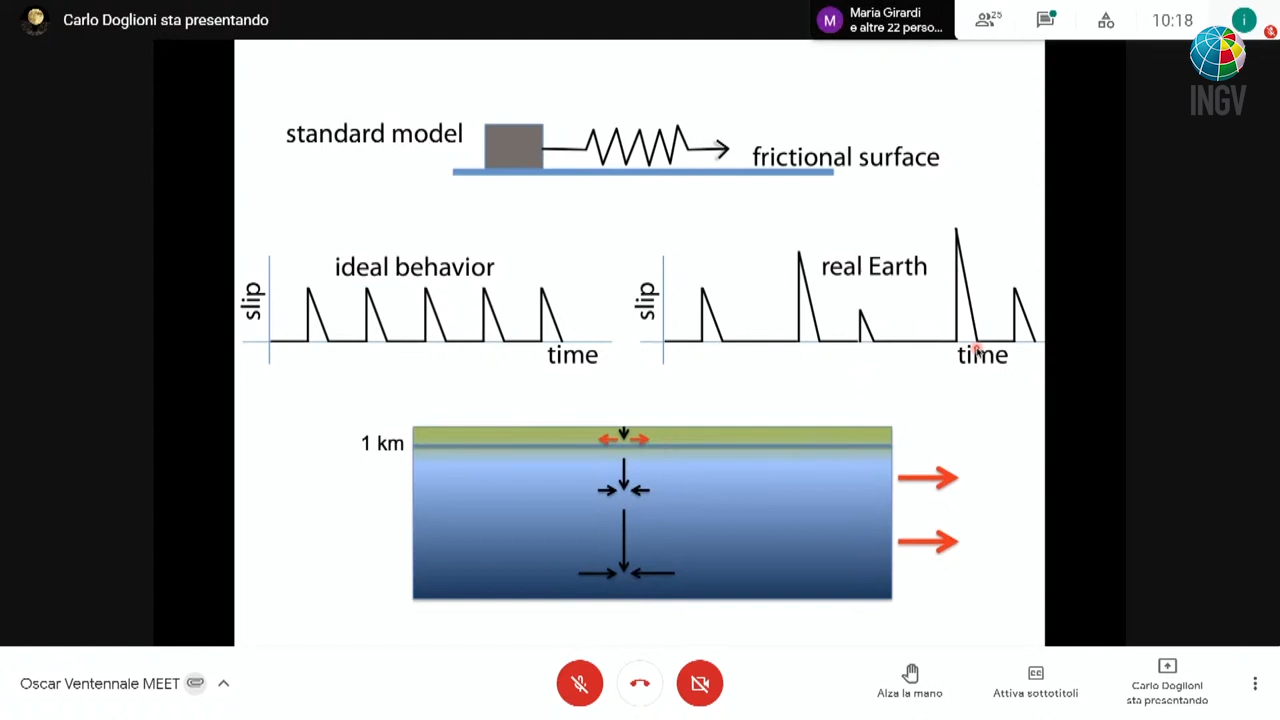 Carlo Doglioni sta presentando
M
Maria Girardi
e altre 22 perso...
25
10:18
i
INGV
standard model
frictional surface
ideal behavior
slip
time
real Earth
slip
time
1 km
Oscar Ventennale MEET
Alza la mano
Attiva sottotitoli
Carlo Doglioni
sta presentando